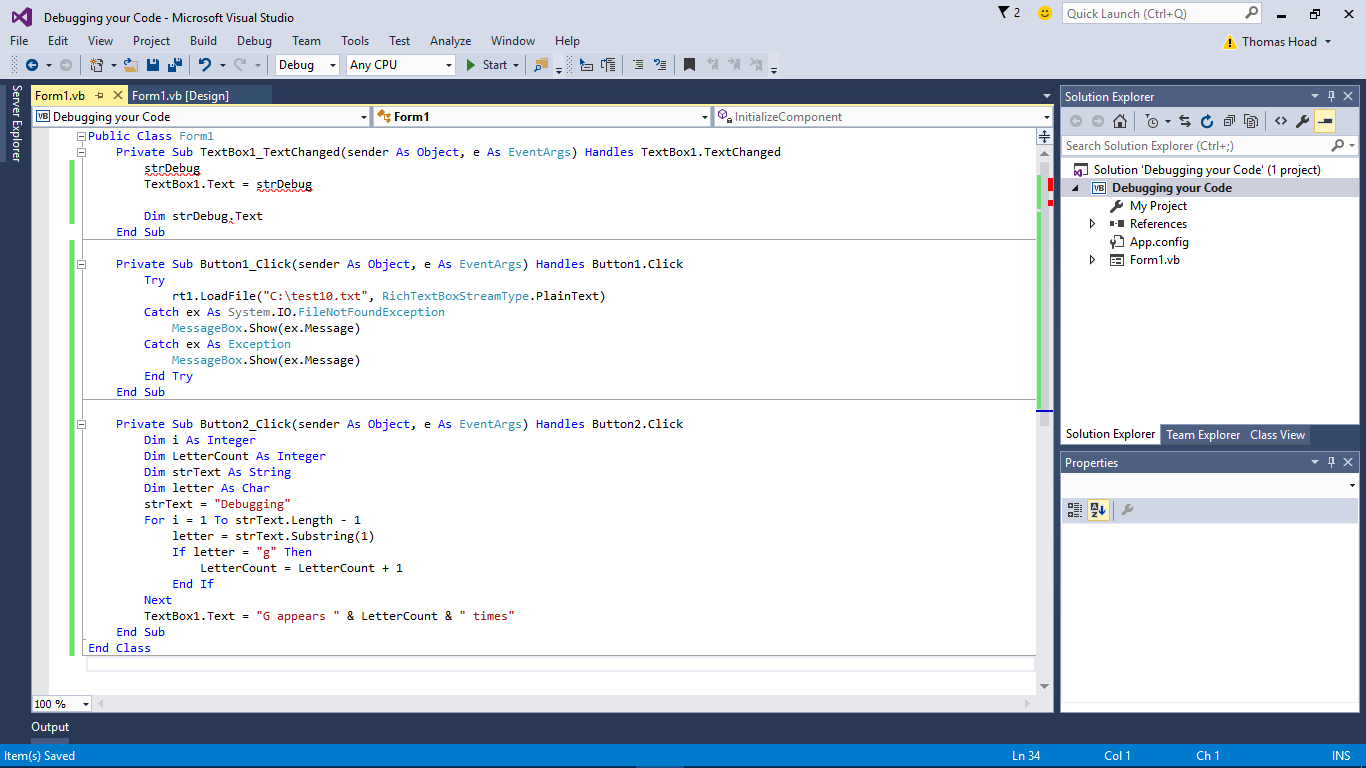 Debugging your Code - Microsoft Visual Studio
2
Quick Launch (Ctrl+Q)
File Edit View Project Build Debug Team Tools Test Analyze Window Help
Thomas Hoad
Debug Any CPU Start
Server Explorer
Form1.vb Form1.vb [Design]
VB Debugging your Code Form1 InitializeComponent
Public Class Form1
Private Sub TextBox1_TextChanged(sender As Object, e As EventArgs) Handles TextBox1.TextChanged
strDebug
TextBox1.Text = strDebug
Dim strDebug.Text
End Sub
Private Sub Button1_Click(sender As Object, e As EventArgs) Handles Button1.Click
Try
rt1.LoadFile("C:\test10.txt", RichTextBoxStreamType.PlainText)
Catch ex As System.IO.FileNotFoundException
MessageBox.Show(ex.Message)
Catch ex As Exception
MessageBox.Show(ex.Message)
End Try
End Sub
Private Sub Button2_Click(sender As Object, e As EventArgs) Handles Button2.Click
Dim i As Integer
Dim LetterCount As Integer
Dim strText As String
Dim letter As Char
strText = "Debugging"
For i = 1 To strText.Length - 1
letter = strText.Substring(1)
If letter = "g" Then
LetterCount = LetterCount + 1
End If
Next
TextBox1.Text = "G appears " & LetterCount & " times"
End Sub
End Class
100 %
Solution Explorer
Search Solution Explorer (Ctrl+;)
Solution 'Debugging your Code' (1 project)
VB Debugging your Code
My Project
References
App.config
Form1.vb
Solution Explorer Team Explorer Class View
Properties
Output
Item(s) Saved Ln 34 Col 1 Ch 1 INS